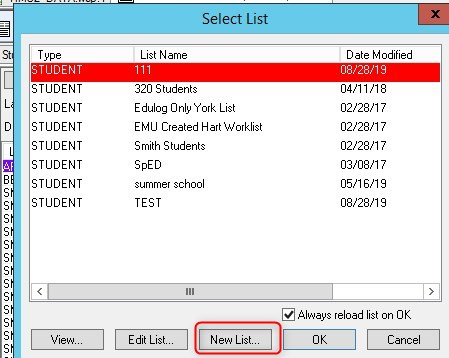 Select List
Type List Name Date Modified
STUDENT 111 08/28/19
STUDENT 320 Students 04/11/18
STUDENT Edulog Only York List 02/28/17
STUDENT EMU Created Hart Worklist 02/28/17
STUDENT Smith Students 02/28/17
STUDENT SpED 03/08/17
STUDENT summer school 05/16/19
STUDENT TEST 08/28/19
Always reload list on OK
View... Edit List... New List... OK Cancel